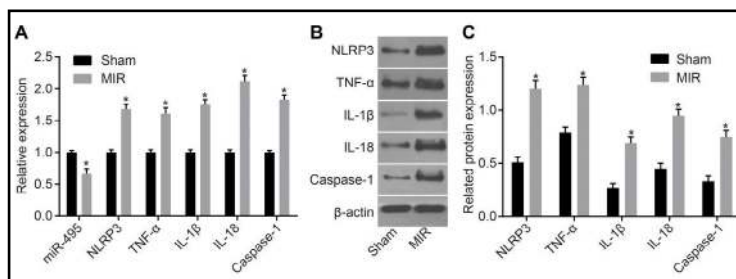 A
Relative expression
2.5
2.0
1.5
1.0
0.5
0.0
Sham
MIR
*
*
*
*
*
*
miR-495
NLRP3
TNF-α
IL-1β
IL-18
Caspase-1
B
NLRP3
TNF-α
IL-1β
IL-18
Caspase-1
β-actin
Sham
MIR
C
Related protein expression
1.5
1.0
0.5
0.0
Sham
MIR
*
*
*
*
*
NLRP3
TNF-α
IL-1β
IL-18
Caspase-1